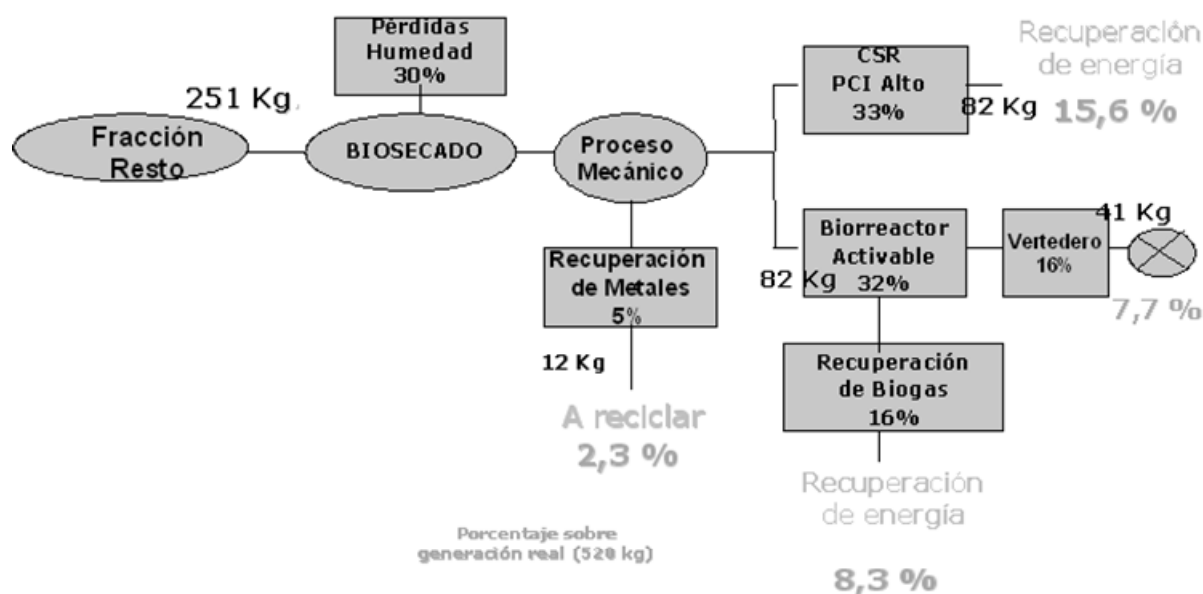 Pérdidas
Humedad
30%
251 Kg.
Fracción
Resto
BIOSECADO
Proceso
Mecánico
CSR
PCI Alto
33%
82 Kg
Recuperación
de energía
15,6 %
Recuperación
de Metales
5%
12 Kg
A reciclar
2,3 %
Biorreactor
Activable
32%
82 Kg
Vertedero
16%
41 Kg
7,7 %
Recuperación
de Biogas
16%
Recuperación
de energía
8,3 %
Porcentaje sobre
generación real (520 kg)